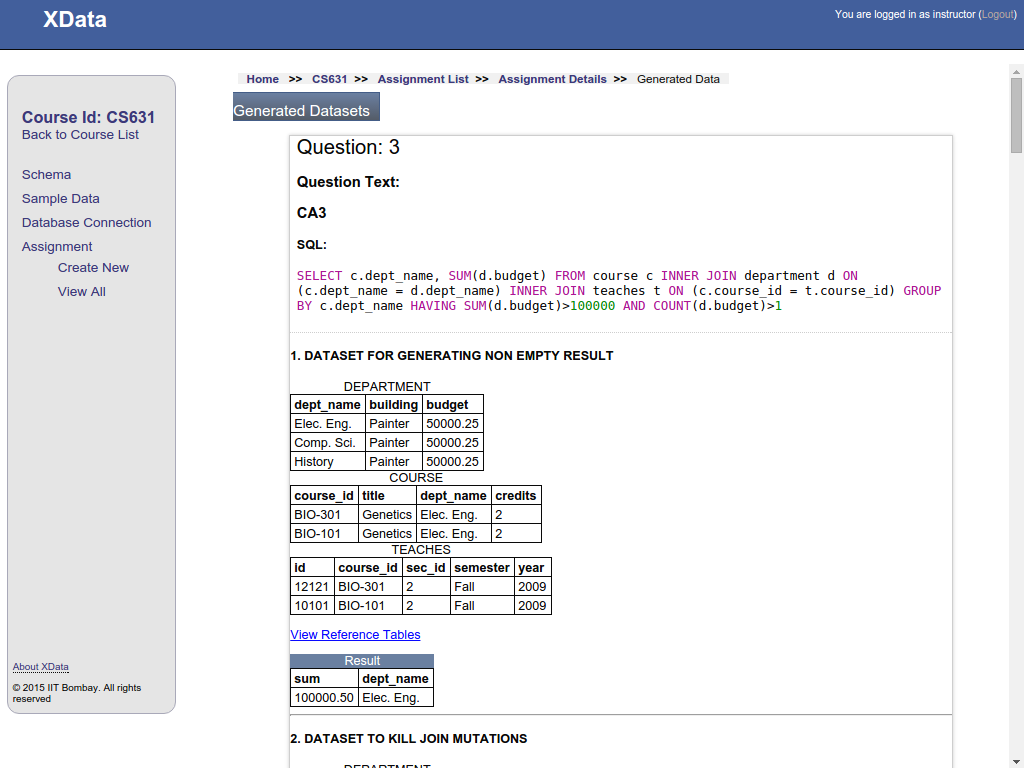 XData
You are logged in as instructor (Logout)
Home >> CS631 >> Assignment List >> Assignment Details >> Generated Data
Course Id: CS631
Back to Course List
Schema
Sample Data
Database Connection
Assignment
Create New
View All
About XData
© 2015 IIT Bombay. All rights
reserved
Generated Datasets
Question: 3
Question Text:
CA3
SQL:
SELECT c.dept_name, SUM(d.budget) FROM course c INNER JOIN department d ON
(c.dept_name = d.dept_name) INNER JOIN teaches t ON (c.course_id = t.course_id) GROUP
BY c.dept_name HAVING SUM(d.budget)>100000 AND COUNT(d.budget)>1
1. DATASET FOR GENERATING NON EMPTY RESULT
DEPARTMENT
dept_name building budget
Elec. Eng. Painter 50000.25
Comp. Sci. Painter 50000.25
History Painter 50000.25
COURSE
course_id title dept_name credits
BIO-301 Genetics Elec. Eng. 2
BIO-101 Genetics Elec. Eng. 2
TEACHES
id course_id sec_id semester year
12121 BIO-301 2 Fall 2009
10101 BIO-101 2 Fall 2009
View Reference Tables
Result
sum dept_name
100000.50 Elec. Eng.
2. DATASET TO KILL JOIN MUTATIONS
DEPARTMENT